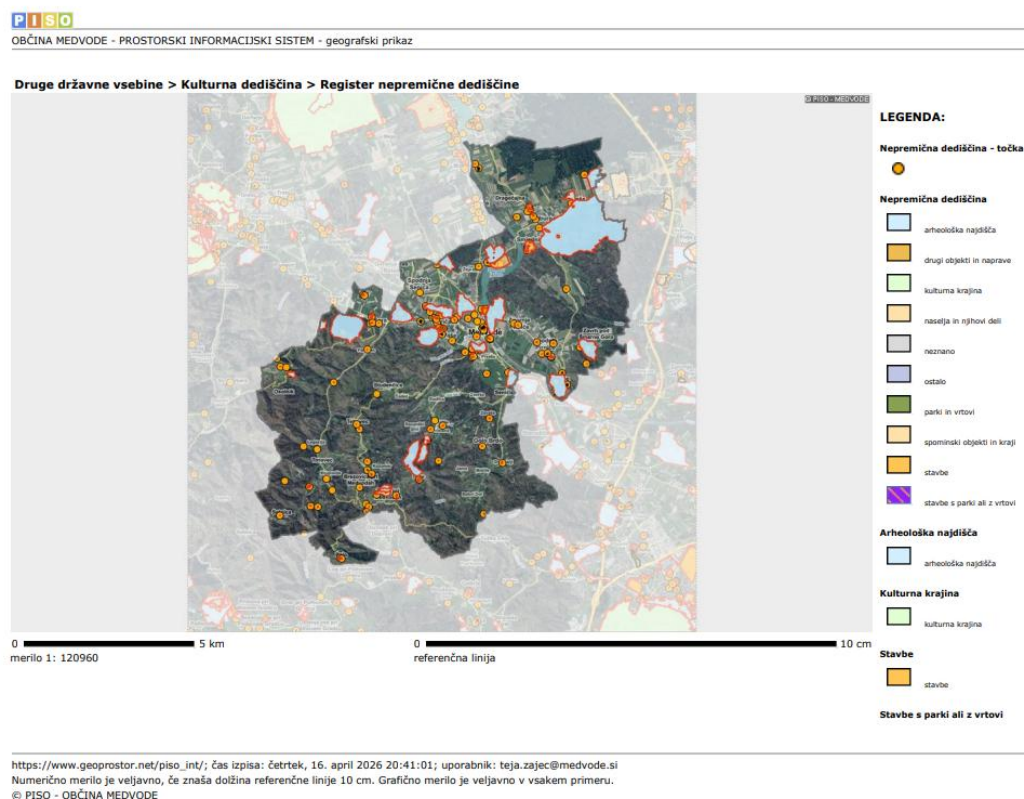 PISO
OBČINA MEDVODE - PROSTORSKI INFORMACIJSKI SISTEM - geografski prikaz
Druge državne vsebine > Kulturna dediščina > Register nepremične dediščine
© PISO - MEDVODE
LEGENDA:
Nepremična dediščina - točka
Nepremična dediščina
arheološka najdišča
drugi objekti in naprave
kulturna krajina
naselja in njihovi deli
neznano
ostalo
parki in vrtovi
spominski objekti in kraji
stavbe
stavbe s parki ali z vrtovi
Arheološka najdišča
arheološka najdišča
Kulturna krajina
kulturna krajina
Stavbe
stavbe
Stavbe s parki ali z vrtovi
0 5 km
merilo 1: 120960
0 10 cm
referenčna linija
https://www.geoprostor.net/piso_int/; čas izpisa: četrtek, 16. april 2026 20:41:01; uporabnik: teja.zajec@medvode.si
Numerično merilo je veljavno, če znaša dolžina referenčne linije 10 cm. Grafično merilo je veljavno v vsakem primeru.
© PISO - OBČINA MEDVODE